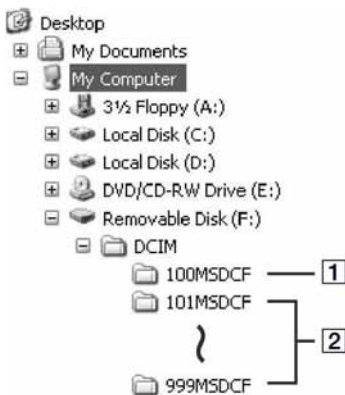 Desktop
My Documents
My Computer
3½ Floppy (A:)
Local Disk (C:)
Local Disk (D:)
DVD/CD-RW Drive (E:)
Removable Disk (F:)
DCIM
100MSDCF 1
101MSDCF
2
999MSDCF